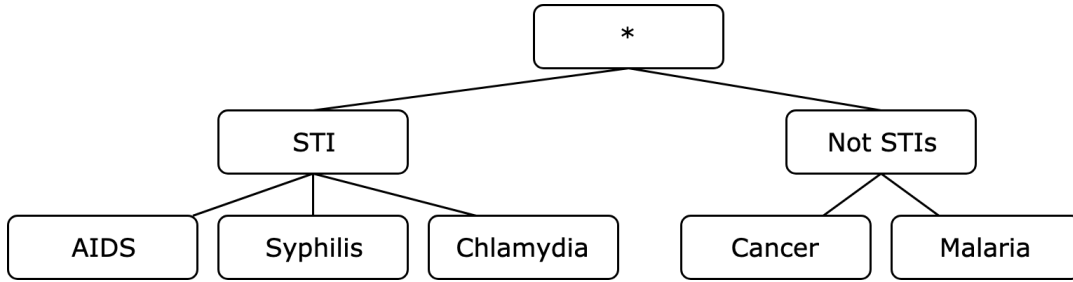 *
STI
Not STIs
AIDS
Syphilis
Chlamydia
Cancer
Malaria